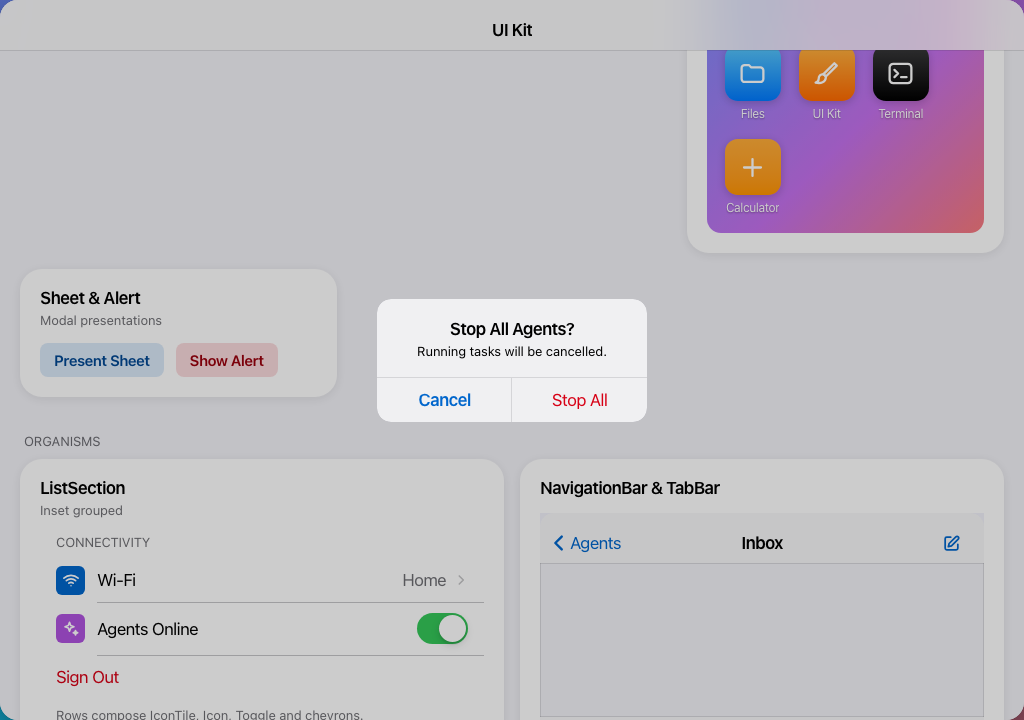 UI Kit
Files
UI Kit
Terminal
Calculator
Sheet & Alert
Modal presentations
Present Sheet
Show Alert
Stop All Agents?
Running tasks will be cancelled.
Cancel
Stop All
ORGANISMS
ListSection
Inset grouped
CONNECTIVITY
Wi-Fi
Home
Agents Online
Sign Out
Rows compose IconTile, Icon, Toggle and chevrons.
NavigationBar & TabBar
Agents
Inbox